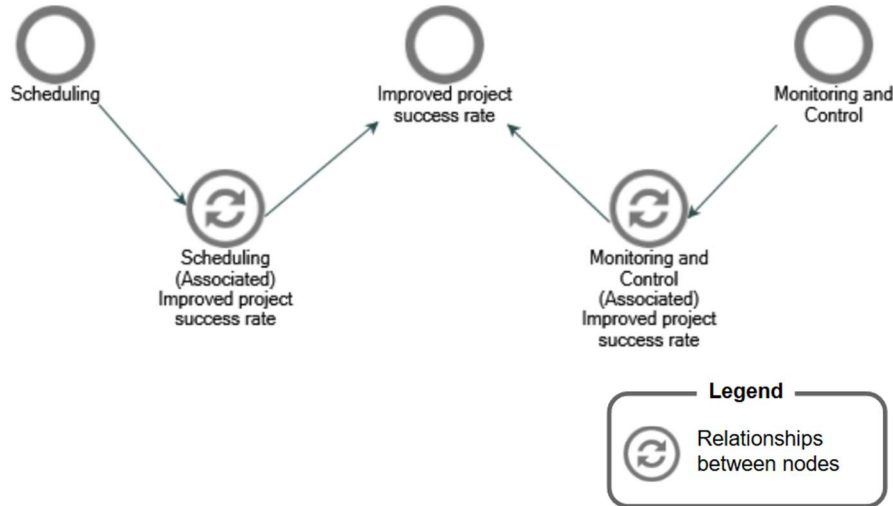 Scheduling
Improved project
success rate
Monitoring and
Control
Scheduling
(Associated)
Improved project
success rate
Monitoring and
Control
(Associated)
Improved project
success rate
Legend
Relationships
between nodes